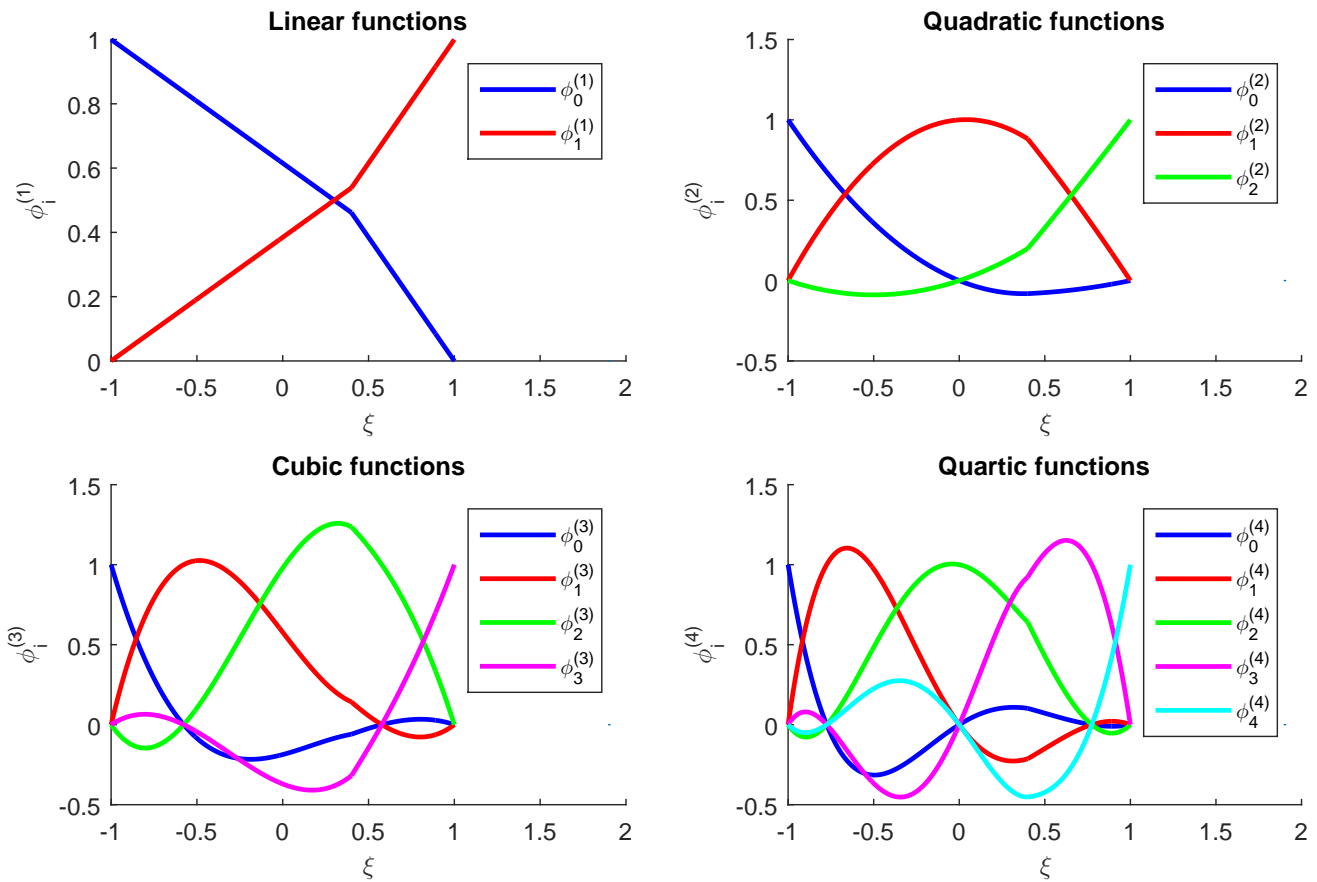 Linear functions
1
0.8
0.6
0.4
0.2
0
-1
-0.5
0
0.5
1
1.5
2
ξ
ϕ_i^(1)
ϕ_0^(1)
ϕ_1^(1)
Quadratic functions
1.5
1
0.5
0
-0.5
-1
-0.5
0
0.5
1
1.5
2
ξ
ϕ_i^(2)
ϕ_0^(2)
ϕ_1^(2)
ϕ_2^(2)
Cubic functions
1.5
1
0.5
0
-0.5
-1
-0.5
0
0.5
1
1.5
2
ξ
ϕ_i^(3)
ϕ_0^(3)
ϕ_1^(3)
ϕ_2^(3)
ϕ_3^(3)
Quartic functions
1.5
1
0.5
0
-0.5
-1
-0.5
0
0.5
1
1.5
2
ξ
ϕ_i^(4)
ϕ_0^(4)
ϕ_1^(4)
ϕ_2^(4)
ϕ_3^(4)
ϕ_4^(4)